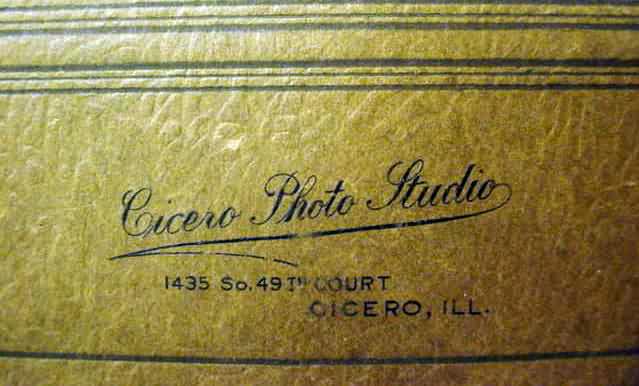 Cicero Photo Studio
1435 So. 49TH COURT
CICERO, ILL.